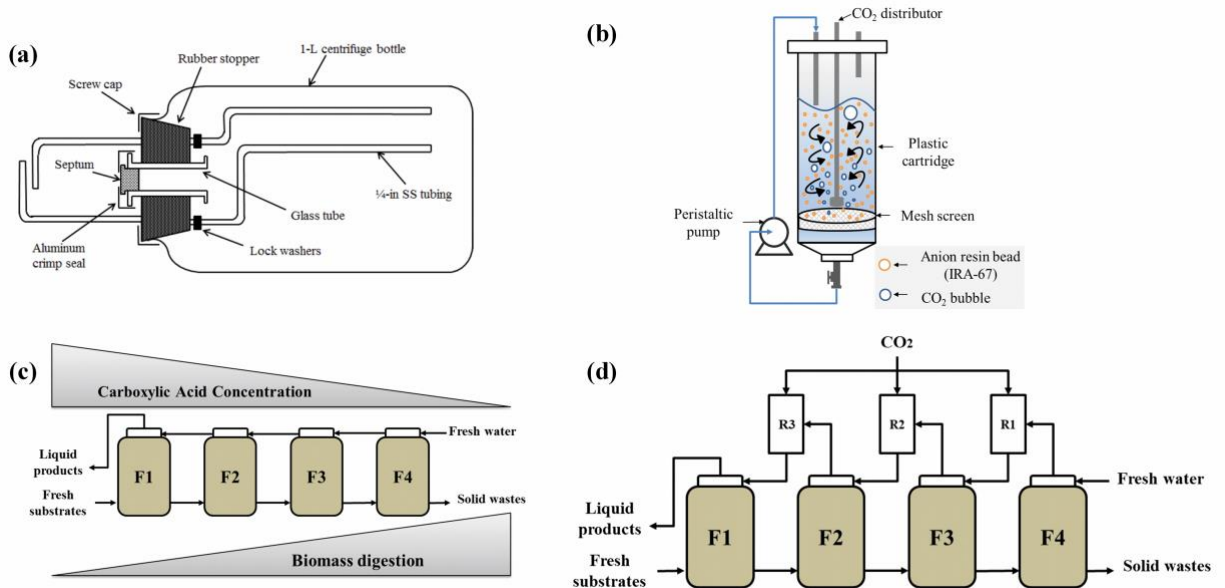 (a)
1-L centrifuge bottle
Rubber stopper
Screw cap
Septum
¼-in SS tubing
Glass tube
Aluminum
crimp seal
Lock washers
(b)
CO2 distributor
Plastic
cartridge
Peristaltic
pump
Mesh screen
Anion resin bead
(IRA-67)
CO2 bubble
(c)
Carboxylic Acid Concentration
Fresh water
Liquid
products
F1
F2
F3
F4
Fresh
substrates
Solid wastes
Biomass digestion
(d)
CO2
R3
R2
R1
Fresh water
Liquid
products
F1
F2
F3
F4
Fresh
substrates
Solid wastes